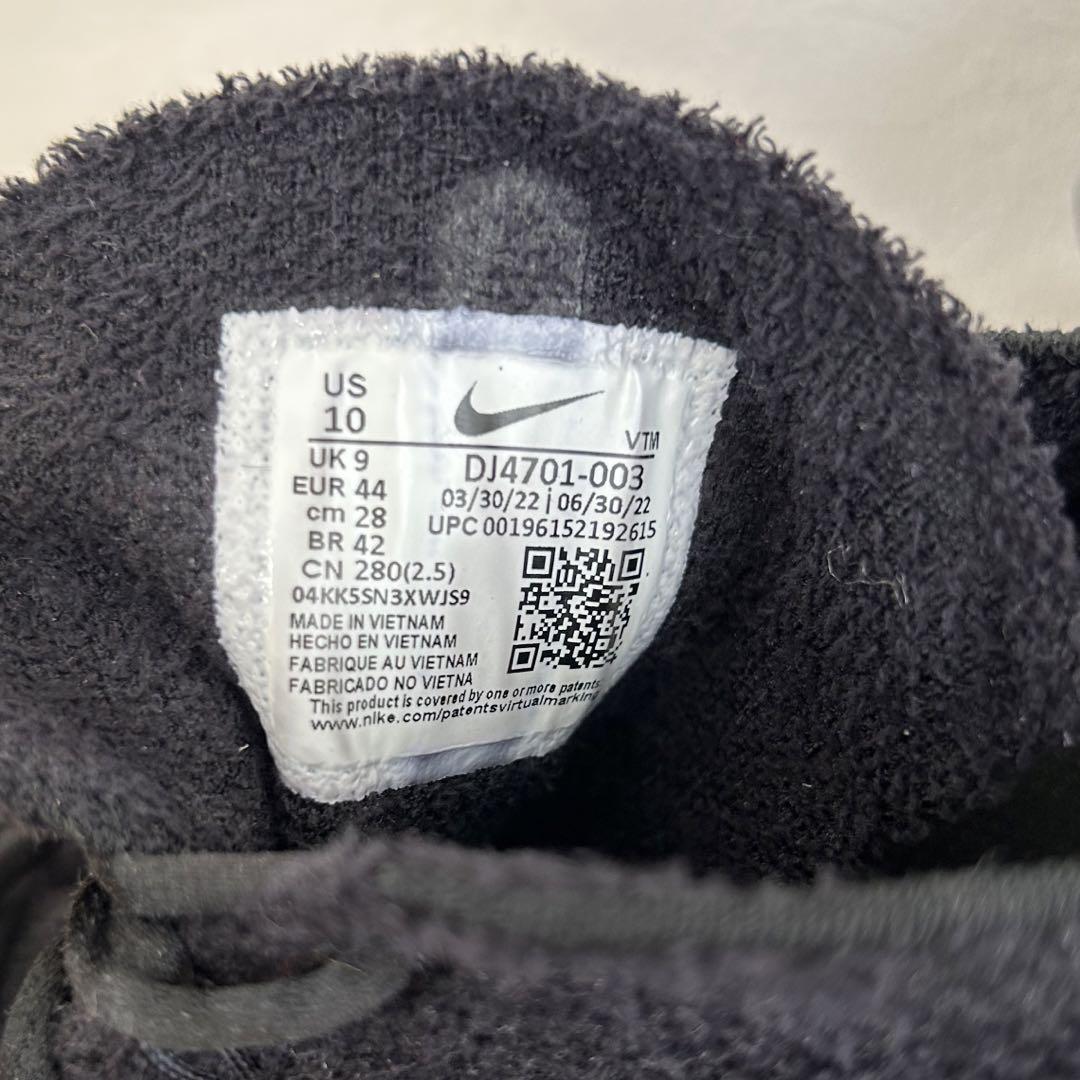 US
10
VTM
UK 9
DJ4701-003
EUR 44
03/30/22 | 06/30/22
cm 28
UPC 00196152192615
BR 42
CN 280(2.5)
04KK5SN3XWJS9
MADE IN VIETNAM
HECHO EN VIETNAM
FABRIQUE AU VIETNAM
FABRICADO NO VIETNA
This product is covered by one or more patents.
www.nike.com/patentsvirtualmarking